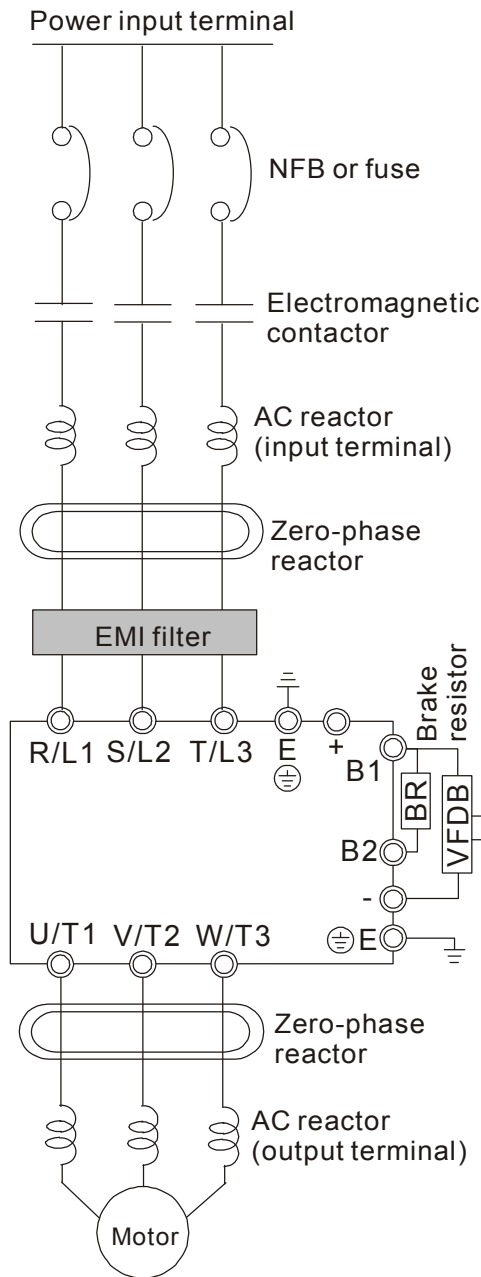 Power input terminal
NFB or fuse
Electromagnetic
contactor
AC reactor
(input terminal)
Zero-phase
reactor
EMI filter
R/L1 S/L2 T/L3 E +
B1
Brake
resistor
BR
VFDB
B2
-
E
U/T1 V/T2 W/T3
Zero-phase
reactor
AC reactor
(output terminal)
Motor